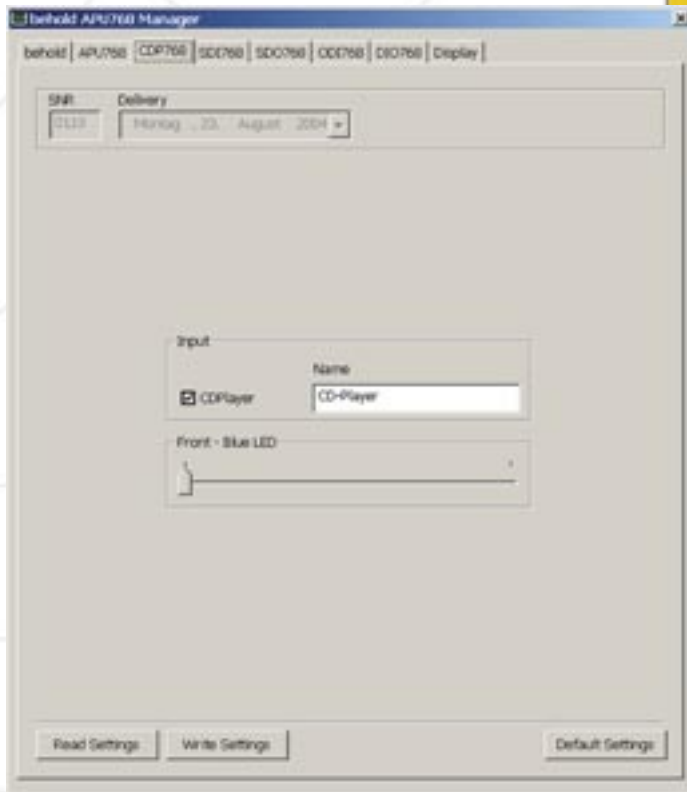 behold APU768 Manager
behold APU768 CDP768 SDI768 SDO768 ODI768 DIO768 Display
SNR Delivery
0133 Montag , 23. August 2004
Input
Name
CDPlayer CD-Player
Front - Blue LED
Read Settings Write Settings Default Settings